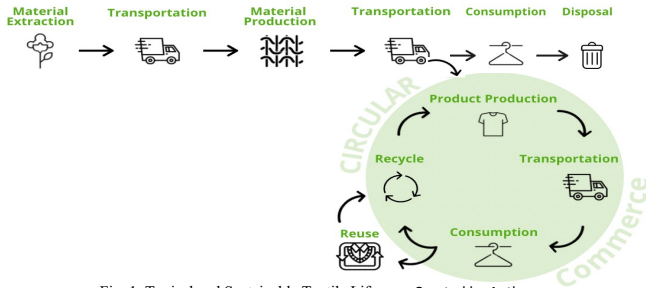 Material
Extraction
Transportation
Material
Production
Transportation
Consumption
Disposal
CIRCULAR
Product Production
Recycle
Transportation
Reuse
Consumption
Commerce